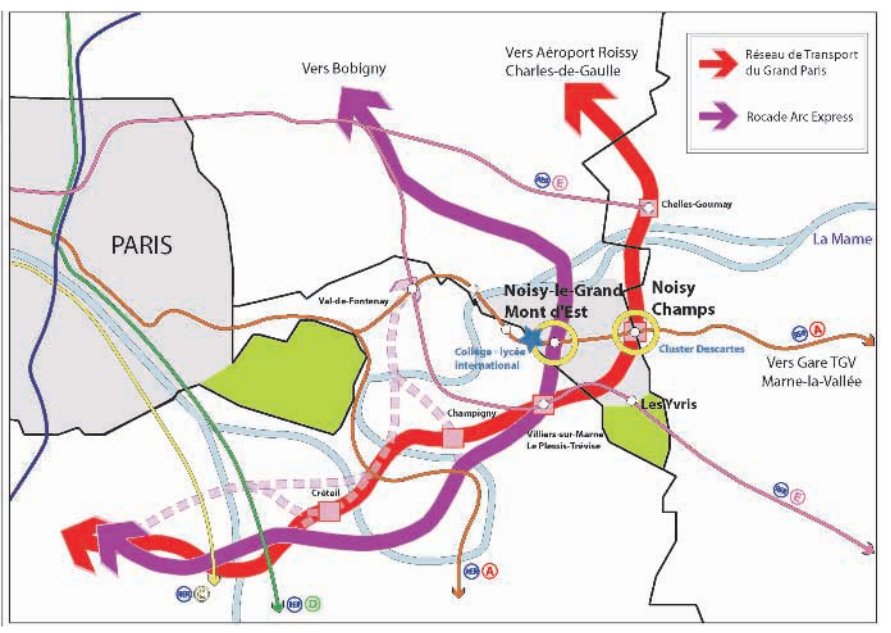 Vers Bobigny
Vers Aéroport Roissy
Charles-de-Gaulle
Réseau de Transport
du Grand Paris
Rocade Arc Express
RER E
Chelles-Gournay
PARIS
La Marne
Val-de-Fontenay
Noisy-le-Grand
Mont d'Est
Noisy
Champs
Collège - lycée
international
Cluster Descartes
RER A
Vers Gare TGV
Marne-la-Vallée
Champigny
Les Yvris
Villiers-sur-Marne
Le Plessis-Trévise
Créteil
RER E
RER A
RER C
RER D